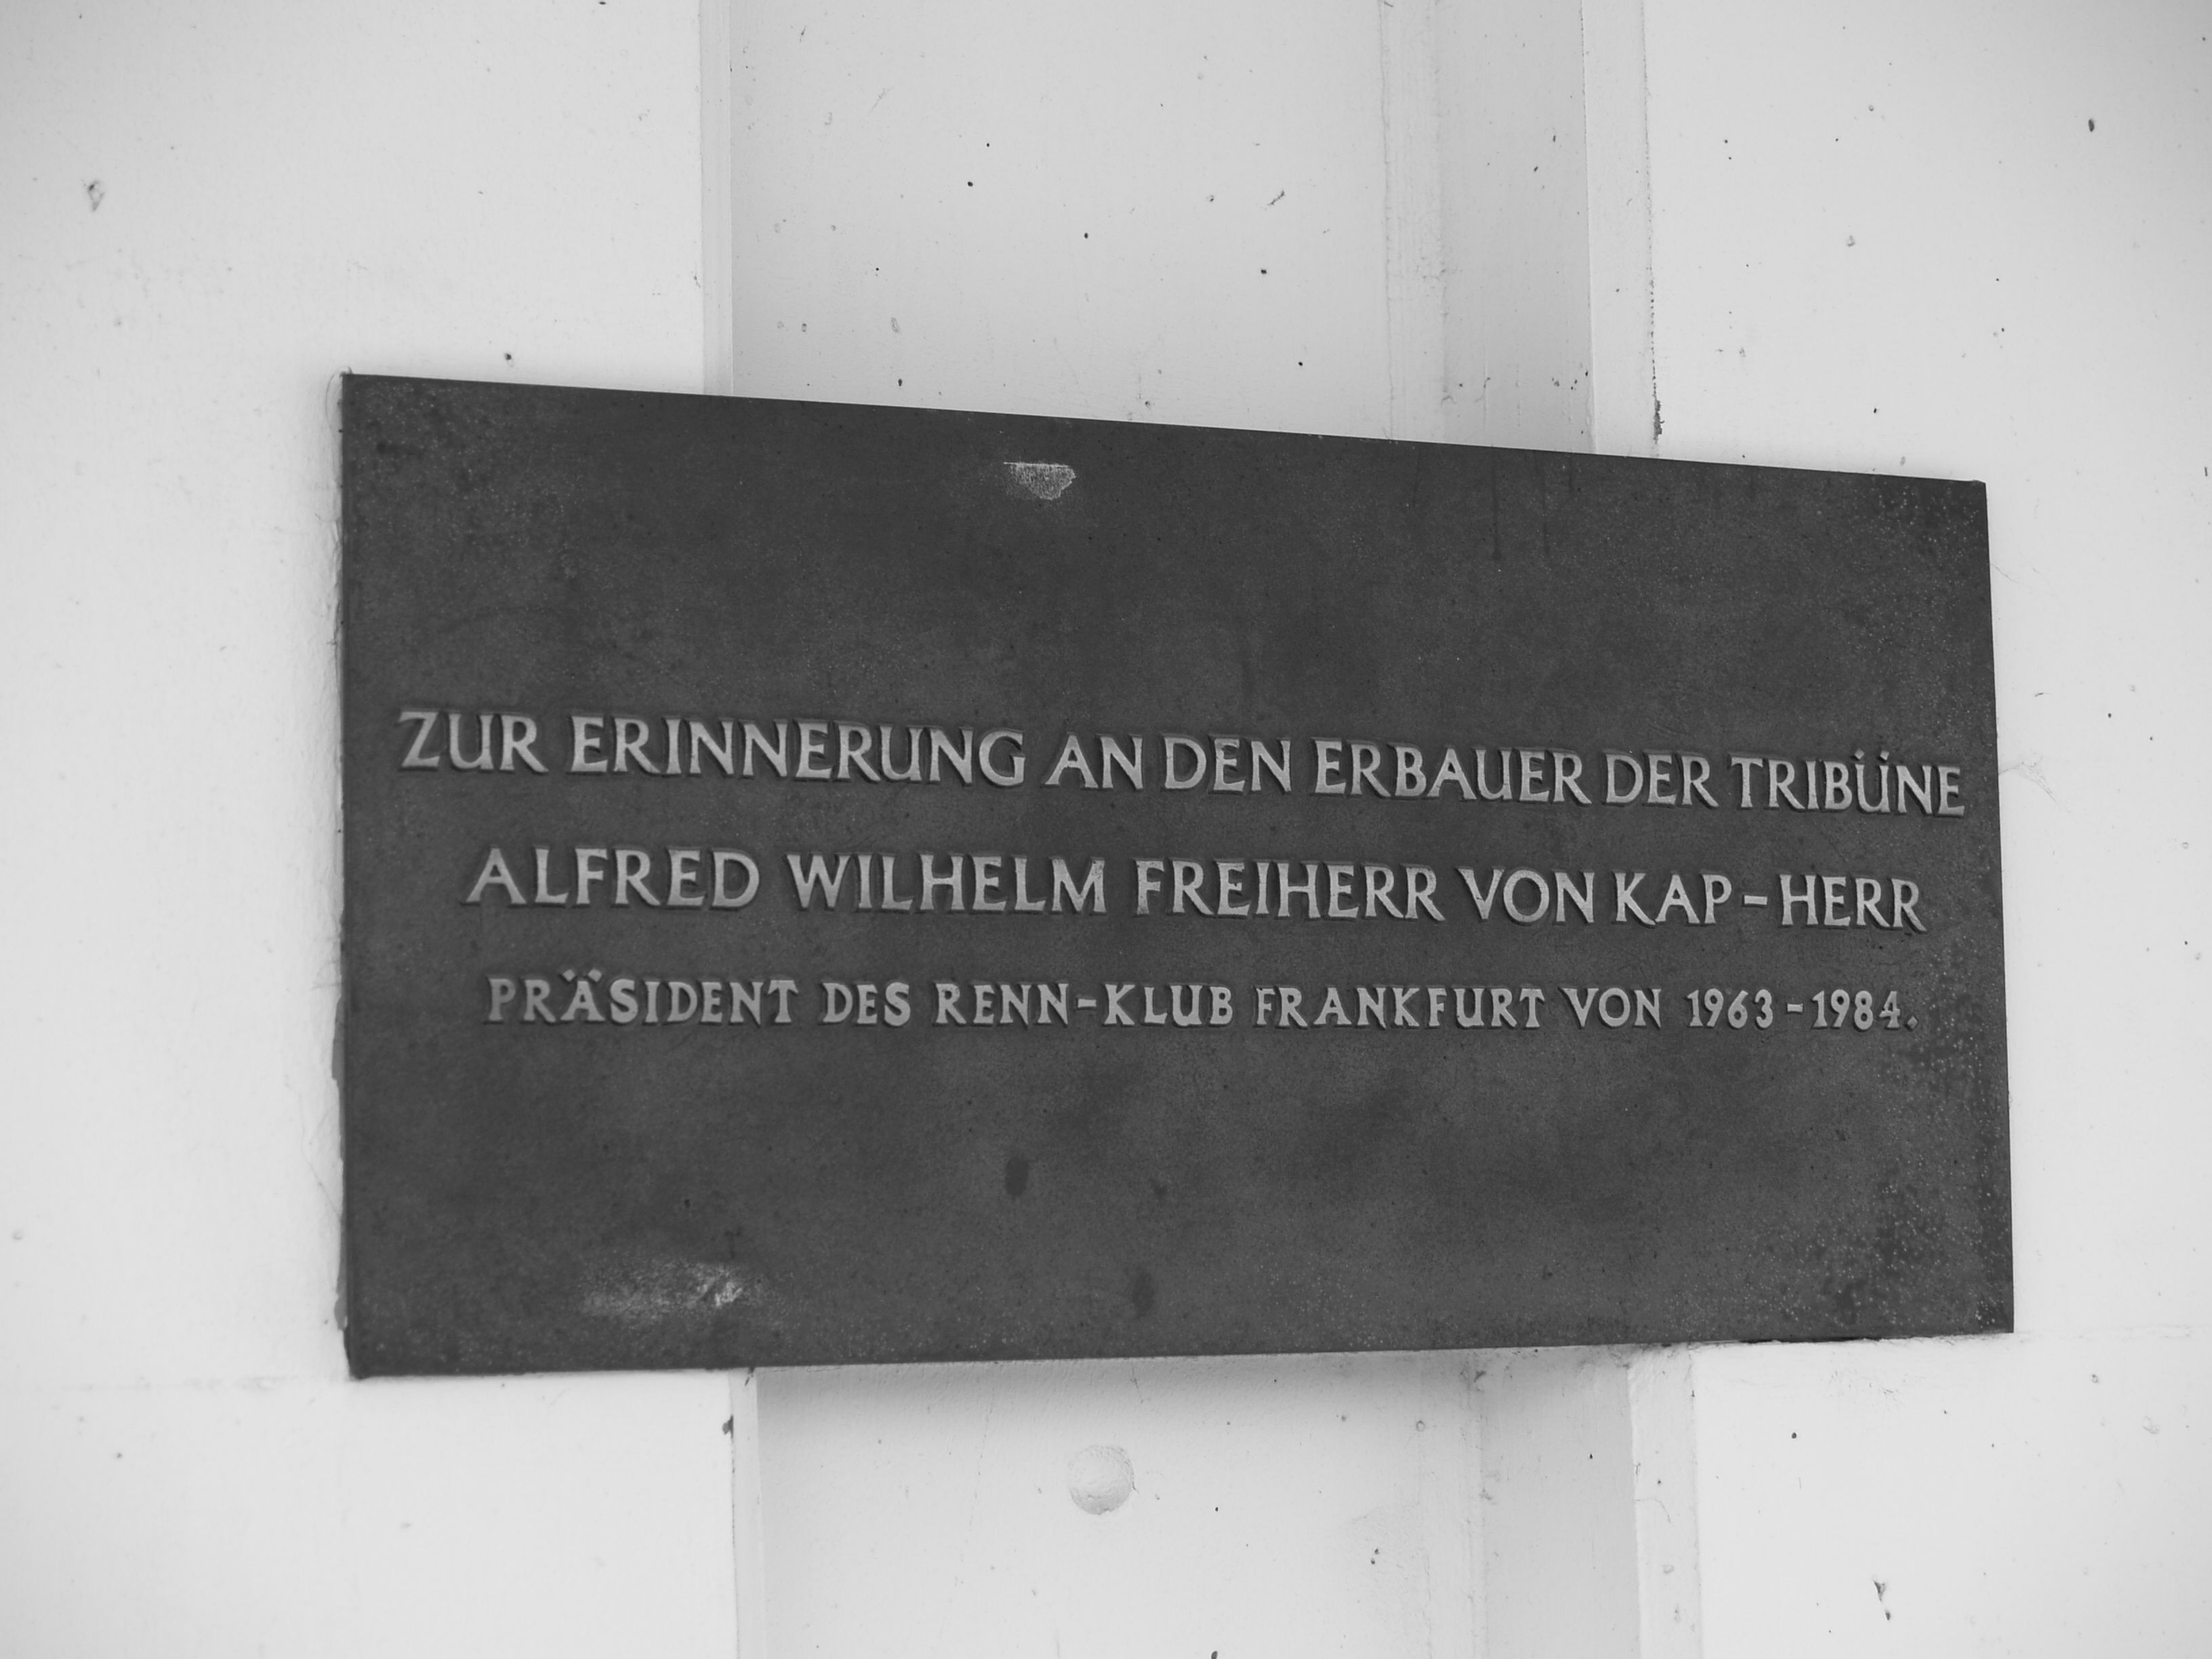 ZUR ERINNERUNG AN DEN ERBAUER DER TRIBÜNE
ALFRED WILHELM FREIHERR VON KAP-HERR
PRÄSIDENT DES RENN-KLUB FRANKFURT VON 1963-1984.